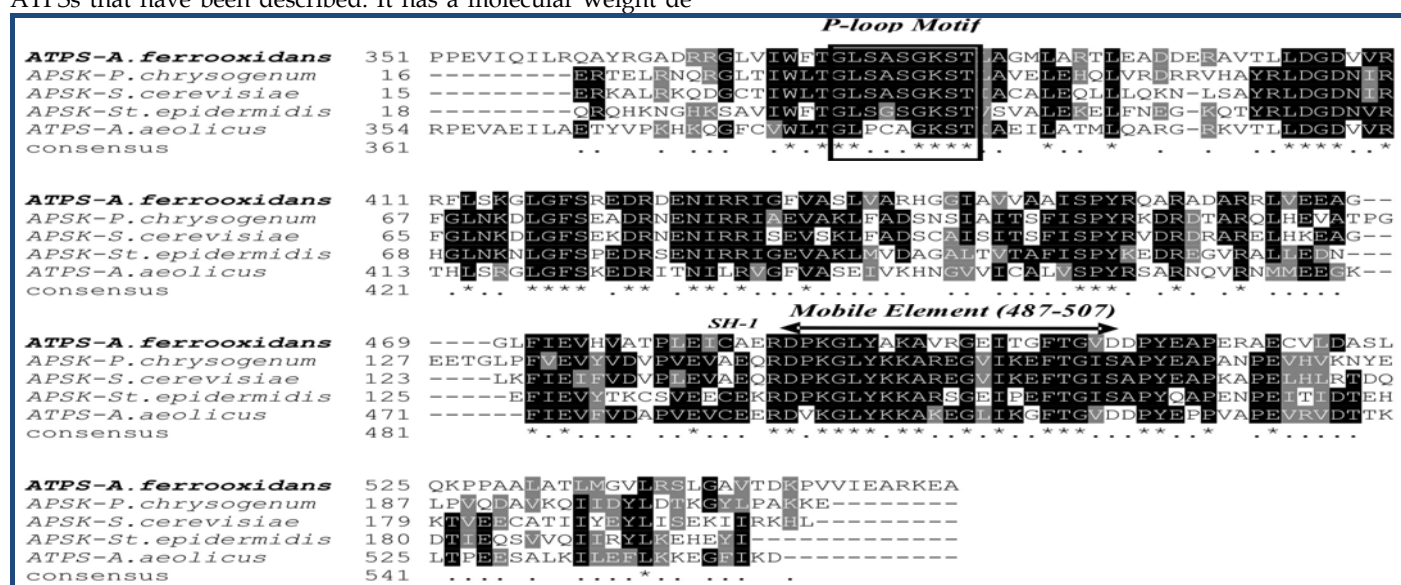 ATPSs that have been described. It has a molecular weight de
P-loop Motif
ATPS-A.ferrooxidans 351 PPEVIQILRQAYRGADRRGLVIWFTGLSASGKSTLAGMLARTLEADDERAVTLLDGDVVR
APSK-P.chrysogenum 16 ---------ERTELRNQRGLTIWLTGLSASGKSTLAVELEHQLVRDRRVHAYRLDGDNIR
APSK-S.cerevisiae 15 ---------ERKALRKQDGCTIWLTGLSASGKSTIACALEQLLLQKN-LSAYRLDGDNIR
APSK-St.epidermidis 18 ---------QRQHKNGHKSAVIWFTGLSGSGKSTVSVALEKELFNEG-KQTYRLDGDNVR
ATPS-A.aeolicus 354 RPEVAEILAETYVPKHKQGFCVWLTGLPCAGKSTIAEILATMLQARG-RKVTLLDGDVVR
consensus 361
411 RFLSKGLGFSREDRDENIRRIGFVASLVARHGGIAVVAAISPYRQARADARRLVEEAG--
ATPS-A.ferrooxidans
APSK-P.chrysogenum 67 FGLNKDLGFSEADRNENIRRIAEVAKLFADSNSIAITSFISPYRKDRDTARQLHEVATPG
APSK-S.cerevisiae 65 FGLNKDLGFSEKDRNENIRRISEVSKLFADSCAISITSFISPYRVDRDRARELHKEAG--
APSK-St.epidermidis 68 HGLNKNLGFSPEDRSENIRRIGEVAKLMVDAGALTVTAFISPYKEDREGVRALLEDN---
ATPS-A.aeolicus 413 THLSRGLGFSKEDRITNILRVGFVASEIVKHNGVVICALVSPYRSARNQVRNMMEEGK--
consensus 421
SH-1 Mobile Element (487-507)
ATPS-A.ferrooxidans 469 ----GLFIEVHVATPLEICAERDPKGLYAKAVRGEITGFTGVDDPYEAPERAECVLDASL
APSK-P.chrysogenum 127 EETGLPFVEVYVDVPVEVAEQRDPKGLYKKAREGVIKEFTGISAPYEAPANPEVHVKNYE
APSK-S.cerevisiae 123 ----LKFIEIFVDVPLEVAEQRDPKGLYKKAREGVIKEFTGISAPYEAPKAPELHLRTDQ
APSK-St.epidermidis 125 -----EFIEVYTKCSVEECEKRDPKGLYKKARSGEIPEFTGISAPYQAPENPEITIDTEH
ATPS-A.aeolicus 471 ------FIEVFVDAPVEVCEERDVKGLYKKAKEGLIKGFTGVDDPYEPPVAPEVRVDTTK
consensus 481
ATPS-A.ferrooxidans 525 QKPPAALATLMGVLRSLGAVTDKPVVIEARKEA
APSK-P.chrysogenum 187 LPVQDAVKQIIDYLDTKGYLPAKKE--------
APSK-S.cerevisiae 179 KTVEECATIIYEYLISEKIIRKHL---------
APSK-St.epidermidis 180 DTIEQSVVQIIRYLKEHEYI-------------
ATPS-A.aeolicus 525 LTPEESALKILEFLKKEGFIKD-----------
consensus 541